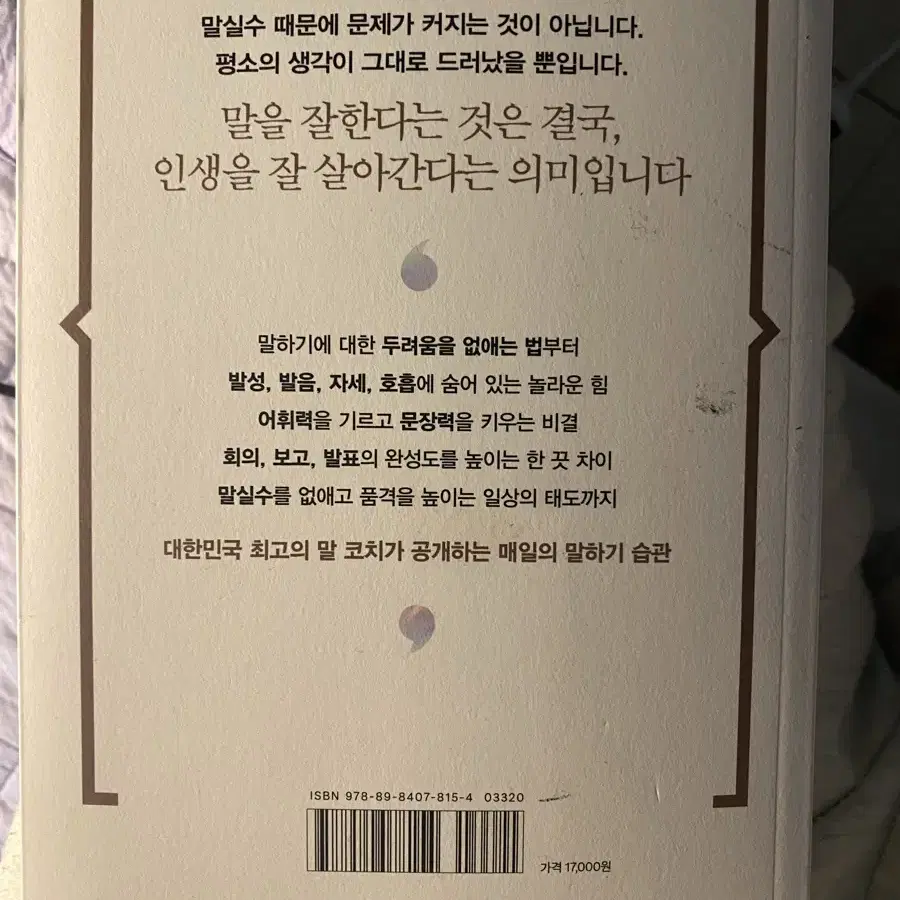 말실수 때문에 문제가 커지는 것이 아닙니다.
평소의 생각이 그대로 드러났을 뿐입니다.
말을 잘한다는 것은 결국,
인생을 잘 살아간다는 의미입니다
말하기에 대한 두려움을 없애는 법부터
발성, 발음, 자세, 호흡에 숨어 있는 놀라운 힘
어휘력을 기르고 문장력을 키우는 비결
회의, 보고, 발표의 완성도를 높이는 한 끗 차이
말실수를 없애고 품격을 높이는 일상의 태도까지
대한민국 최고의 말 코치가 공개하는 매일의 말하기 습관
ISBN 978-89-8407-815-4 03320
가격 17,000원